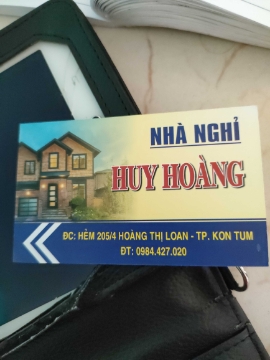 NHÀ NGHỈ
HUY HOÀNG
ĐC: HẺM 205/4 HOÀNG THỊ LOAN - TP. KON TUM
ĐT: 0984.427.020